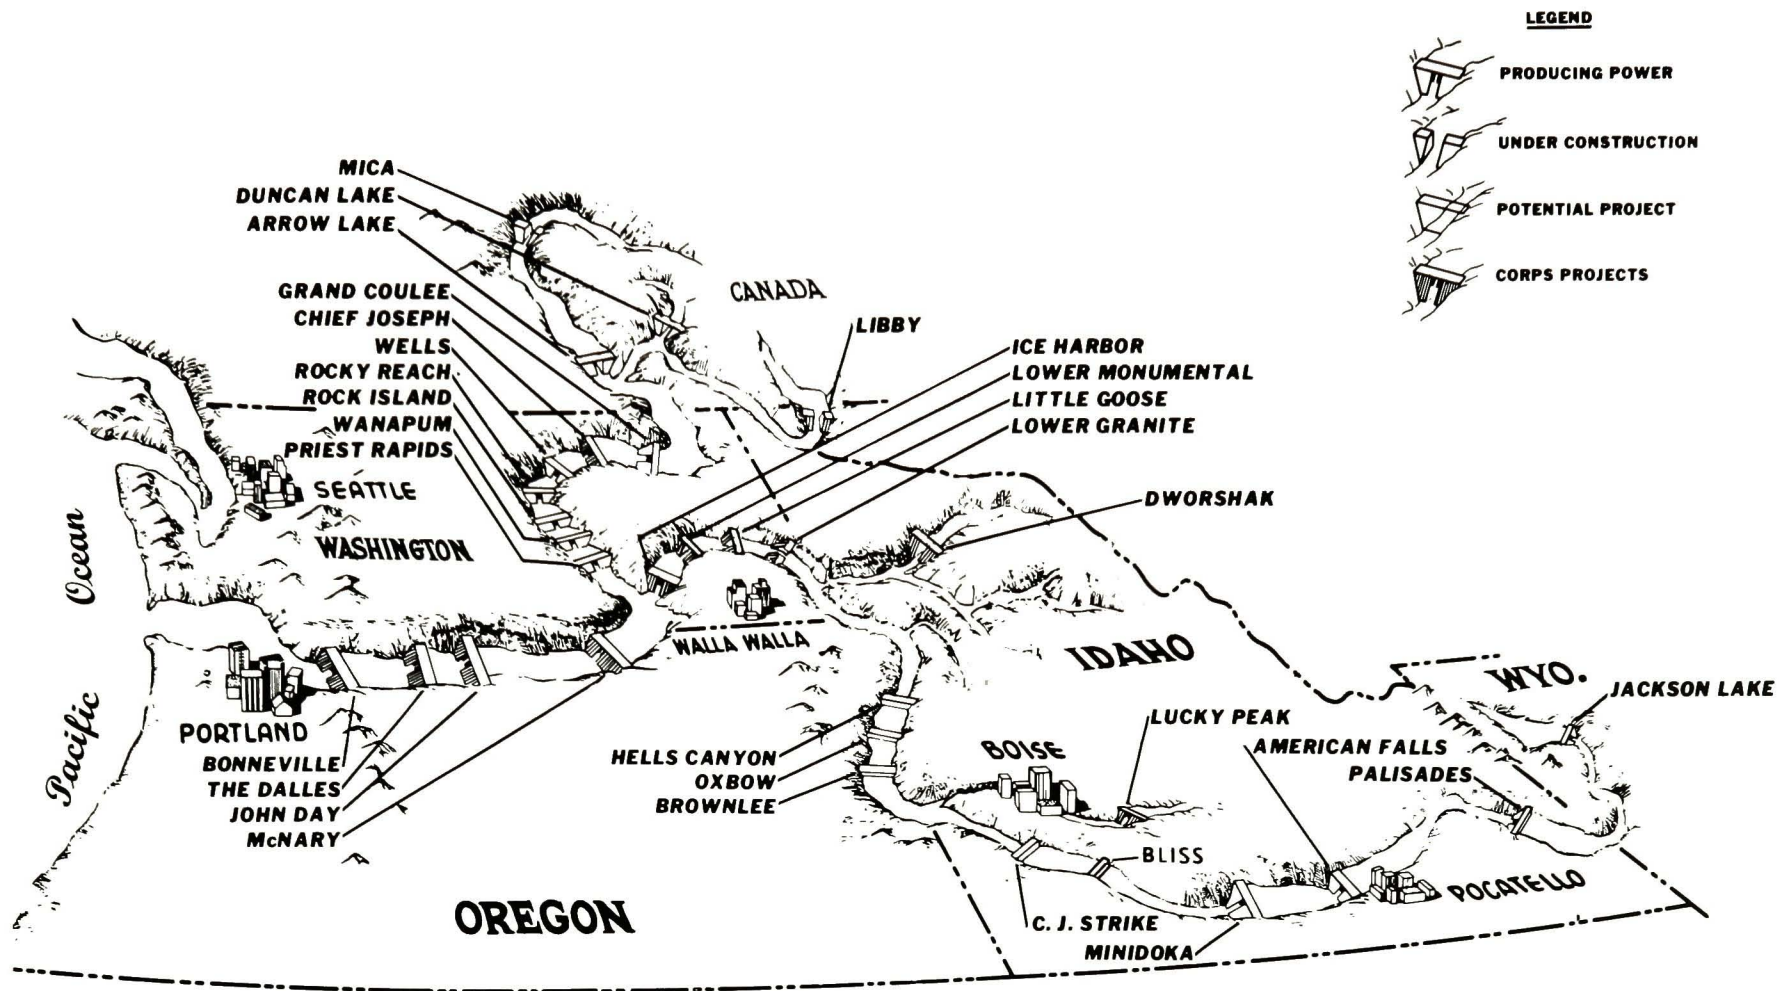 LEGEND
PRODUCING POWER
UNDER CONSTRUCTION
POTENTIAL PROJECT
CORPS PROJECTS
MICA
DUNCAN LAKE
ARROW LAKE
GRAND COULEE
CHIEF JOSEPH
WELLS
ROCKY REACH
ROCK ISLAND
WANAPUM
PRIEST RAPIDS
CANADA
LIBBY
ICE HARBOR
LOWER MONUMENTAL
LITTLE GOOSE
LOWER GRANITE
DWORSHAK
SEATTLE
WASHINGTON
Pacific Ocean
WALLA WALLA
IDAHO
WYO.
JACKSON LAKE
PORTLAND
BONNEVILLE
THE DALLES
JOHN DAY
McNARY
HELLS CANYON
OXBOW
BROWNLEE
BOISE
LUCKY PEAK
AMERICAN FALLS
PALISADES
BLISS
POCATELLO
OREGON
C. J. STRIKE
MINIDOKA